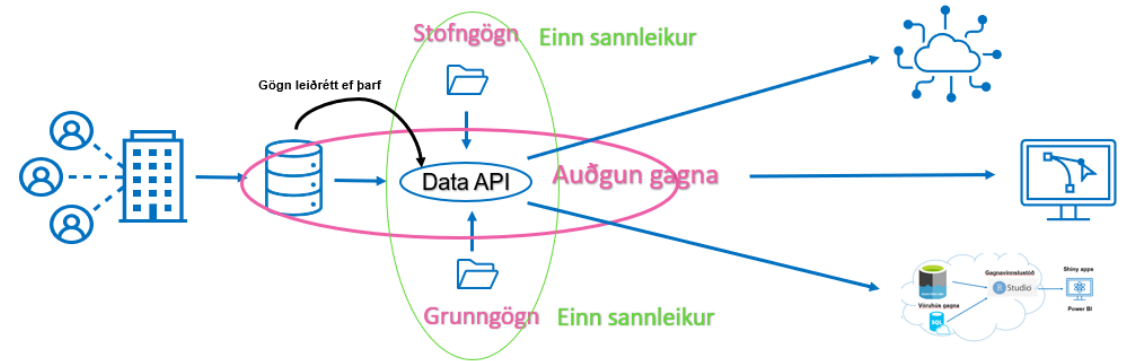 Stofngögn
Einn sannleikur
Gögn leiðrétt ef þarf
Data API
Auðgun gagna
Grunngögn
Einn sannleikur
Vöruhús gagna
SQL
Gagnavinnslustöð
R Studio
Shiny apps
Power BI